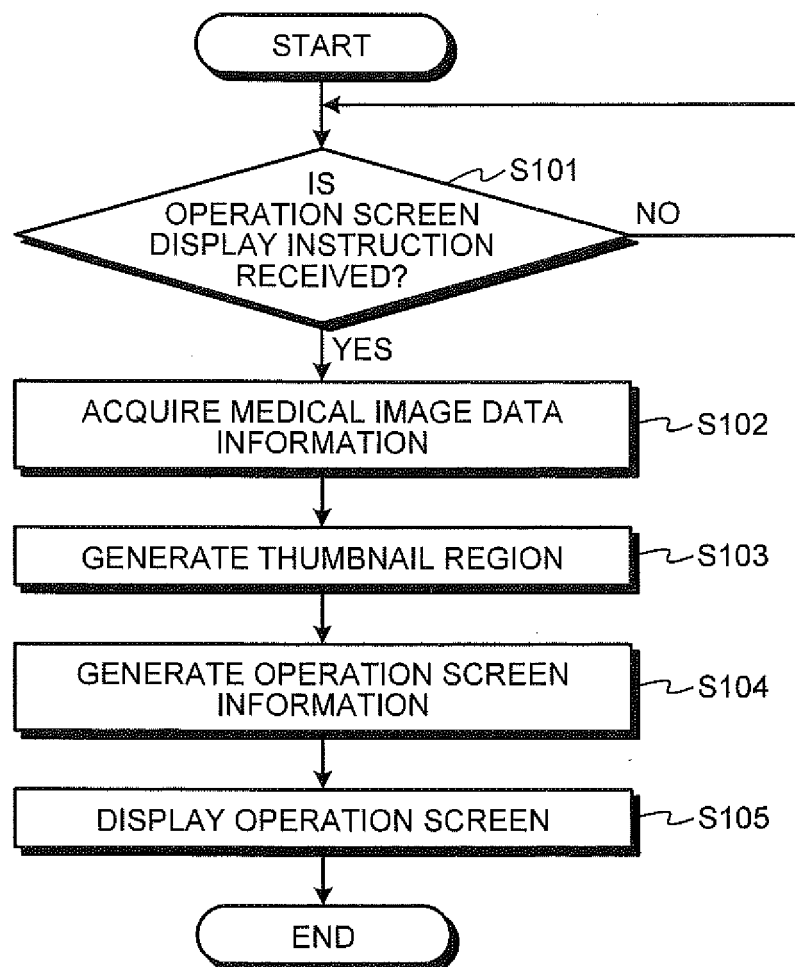 START
IS
OPERATION SCREEN
DISPLAY INSTRUCTION
RECEIVED?
S101
NO
YES
ACQUIRE MEDICAL IMAGE DATA
INFORMATION
S102
GENERATE THUMBNAIL REGION
S103
GENERATE OPERATION SCREEN
INFORMATION
S104
DISPLAY OPERATION SCREEN
S105
END